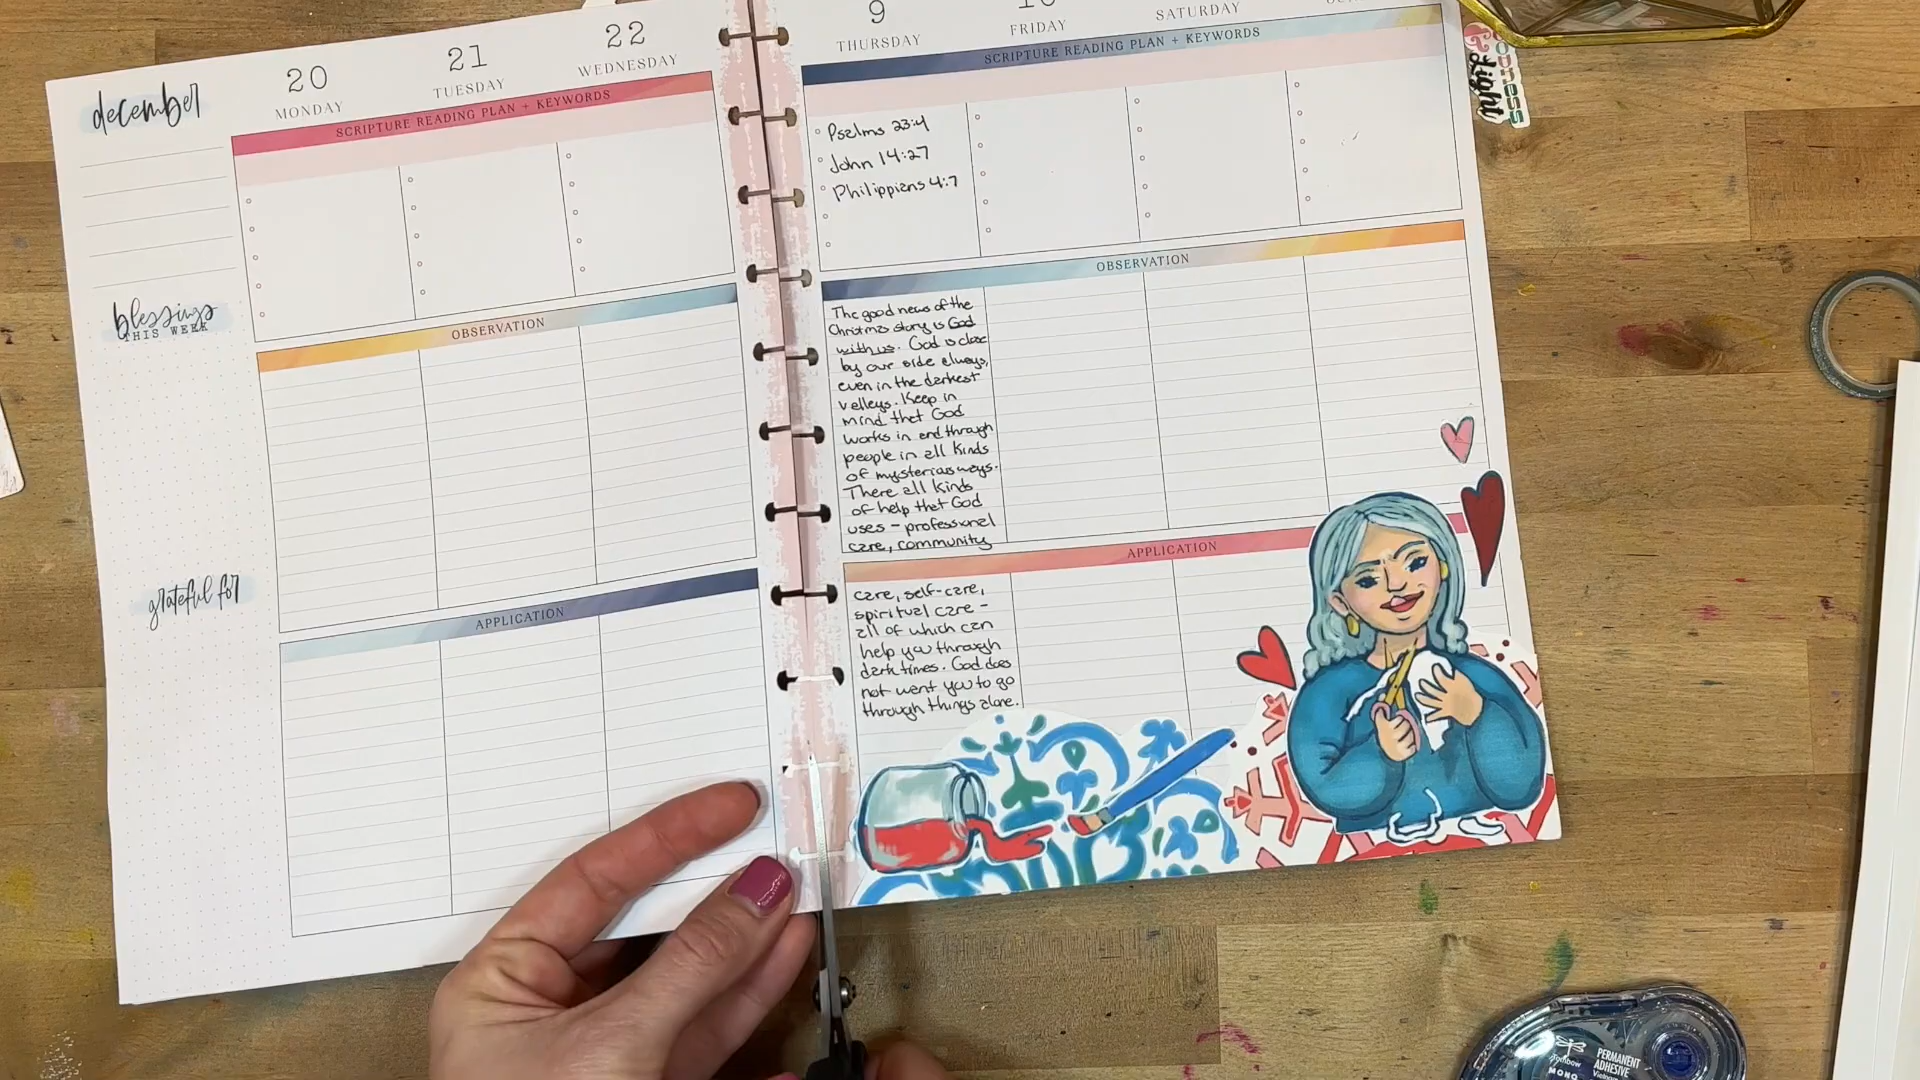 december
20
MONDAY
21
TUESDAY
22
WEDNESDAY
SCRIPTURE READING PLAN + KEYWORDS
blessings
THIS WEEK
OBSERVATION
grateful for
APPLICATION
9
THURSDAY
10
FRIDAY
SATURDAY
SCRIPTURE READING PLAN + KEYWORDS
Psalms 23:4
John 14:27
Philippians 4:7
OBSERVATION
The good news of the
Christmas story is God
with us. God is close
by our side always,
even in the darkest
valleys. Keep in
mind that God
works in and through
people in all kinds
of mysterious ways.
There all kinds
of help that God
uses - professional
care, community
APPLICATION
care, self-care,
spiritual care -
all of which can
help you through
dark times. God does
not want you to go
through things alone.
GOODNESS
& Light
Tombow
MONO
PERMANENT
ADHESIVE